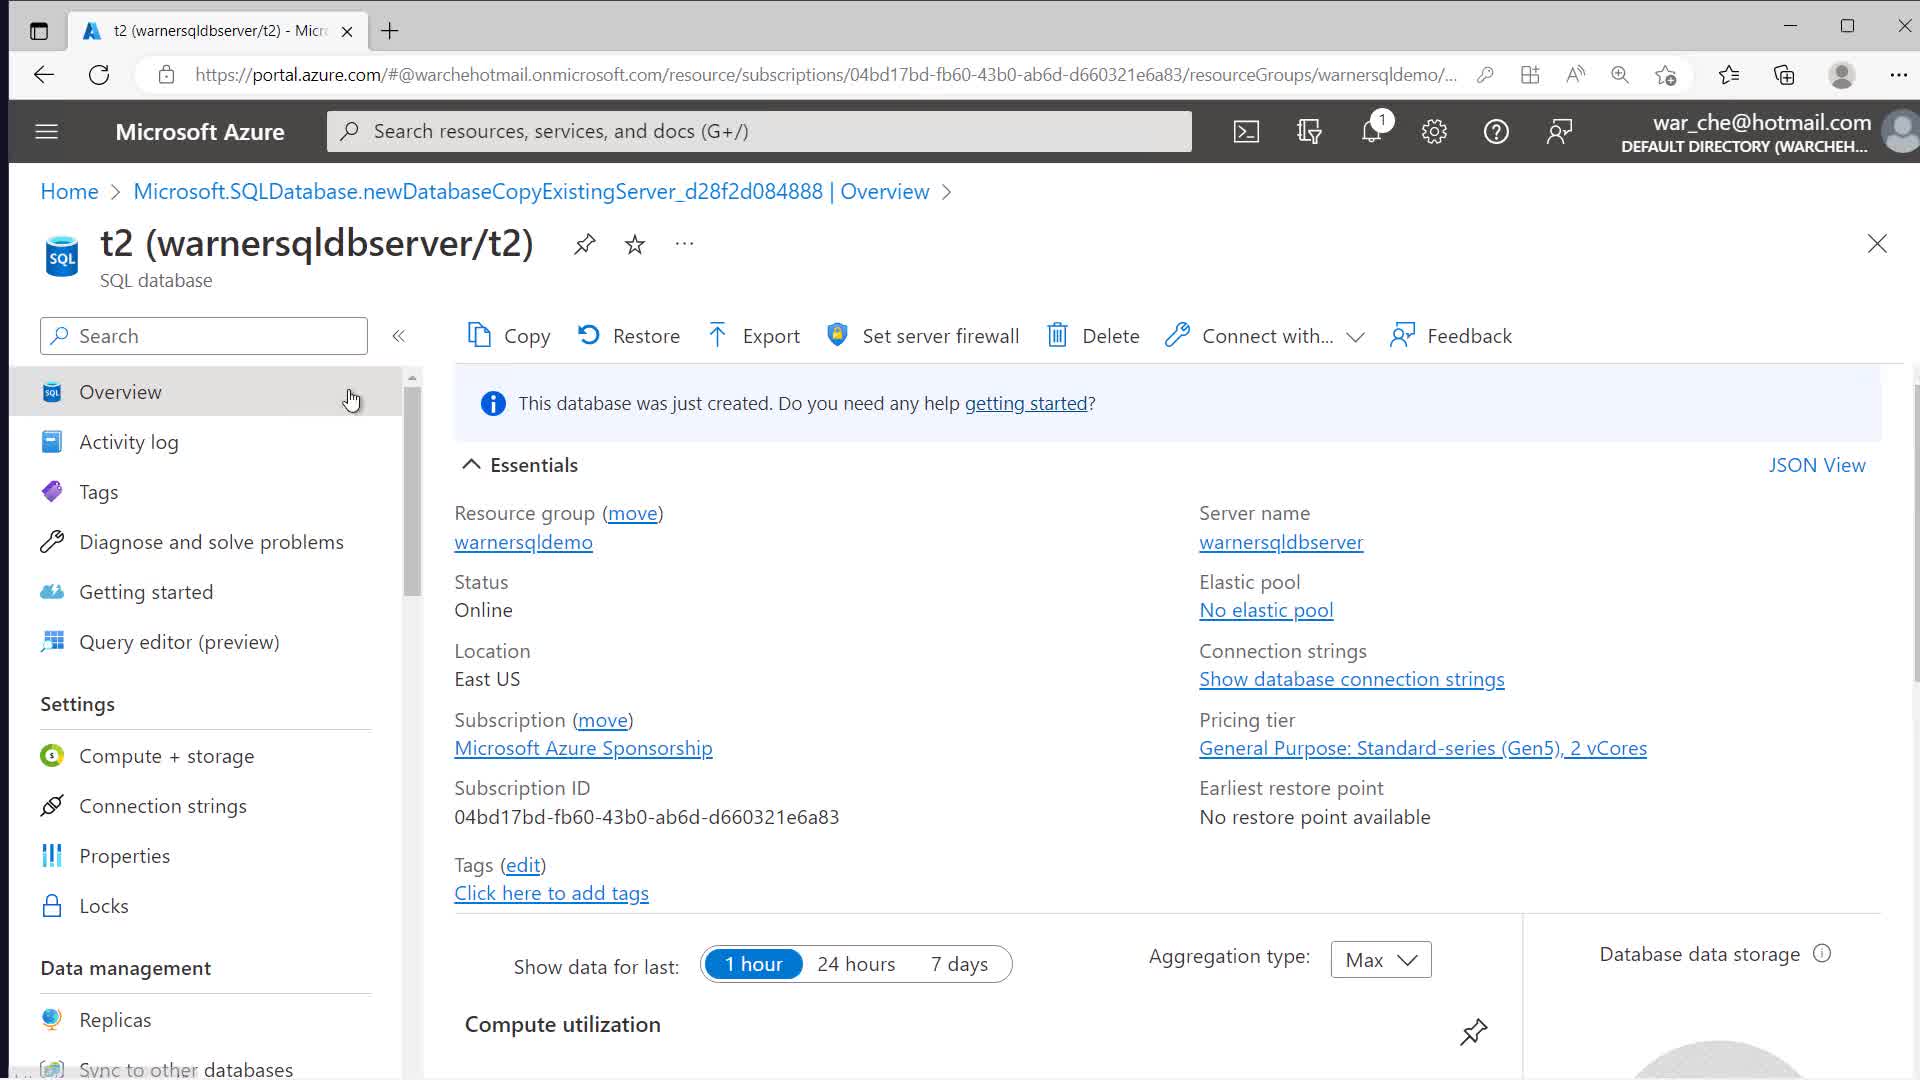 t2 (warnersqldbserver/t2) - Micr
https://portal.azure.com/#@warchehotmail.onmicrosoft.com/resource/subscriptions/04bd17bd-fb60-43b0-ab6d-d660321e6a83/resourceGroups/warnersqldemo/...
Microsoft Azure
Search resources, services, and docs (G+/)
1
war_che@hotmail.com
DEFAULT DIRECTORY (WARCHEH...
Home > Microsoft.SQLDatabase.newDatabaseCopyExistingServer_d28f2d084888 | Overview >
SQL
t2 (warnersqldbserver/t2)
SQL database
Search
Copy Restore Export Set server firewall Delete Connect with... Feedback
Overview
Activity log
Tags
Diagnose and solve problems
Getting started
Query editor (preview)
Settings
Compute + storage
Connection strings
Properties
Locks
Data management
Replicas
Sync to other databases
This database was just created. Do you need any help getting started?
Essentials
JSON View
Resource group (move)
warnersqldemo
Status
Online
Location
East US
Subscription (move)
Microsoft Azure Sponsorship
Subscription ID
04bd17bd-fb60-43b0-ab6d-d660321e6a83
Tags (edit)
Click here to add tags
Server name
warnersqldbserver
Elastic pool
No elastic pool
Connection strings
Show database connection strings
Pricing tier
General Purpose: Standard-series (Gen5), 2 vCores
Earliest restore point
No restore point available
Show data for last: 1 hour 24 hours 7 days
Aggregation type: Max
Database data storage
Compute utilization